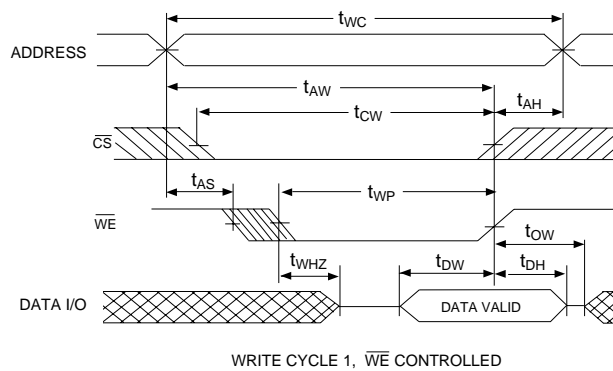 tWC
ADDRESS
tAW
tCW
tAH
CS
tAS
tWP
WE
tOW
tWHZ
tDW
tDH
DATA I/O
DATA VALID
WRITE CYCLE 1, WE CONTROLLED